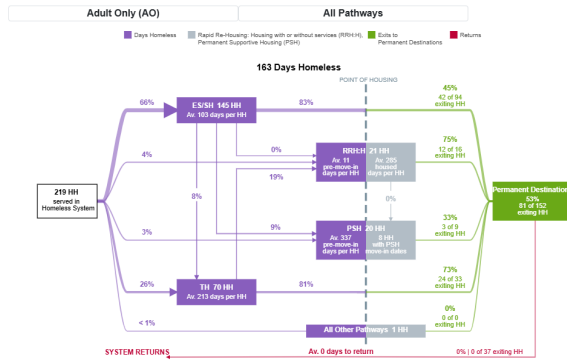 Adult Only (AO)
All Pathways
Days Homeless
Rapid Re-Housing: Housing with or without services (RRH:H),
Permanent Supportive Housing (PSH)
Exits to
Permanent Destinations
Returns
163 Days Homeless
POINT OF HOUSING
66%
ES/SH 145 HH
Av. 103 days per HH
83%
45%
42 of 94
exiting HH
4%
0%
19%
RRH:H 21 HH
Av. 11
pre-move-in
days per HH
Av. 285
housed
days per HH
75%
12 of 16
exiting HH
219 HH
served in
Homeless System
8%
0%
Permanent Destination
53%
81 of 152
exiting HH
3%
9%
PSH 20 HH
Av. 337
pre-move-in
days per HH
8 HH
with PSH
move-in dates
33%
3 of 9
exiting HH
26%
TH 70 HH
Av. 213 days per HH
81%
73%
24 of 33
exiting HH
< 1%
All Other Pathways 1 HH
0%
0 of 0
exiting HH
SYSTEM RETURNS
Av. 0 days to return
0% | 0 of 37 exiting HH